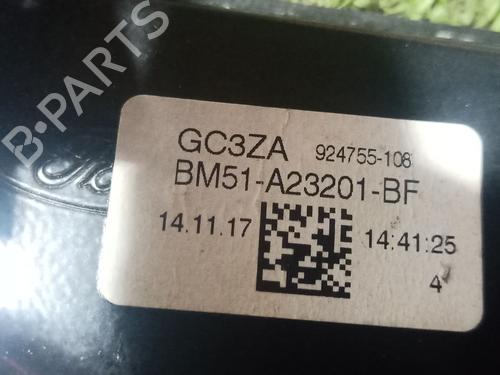 B-PARTS
GC3ZA 924755-108
BM51-A23201-BF
14.11.17 14:41:25
4